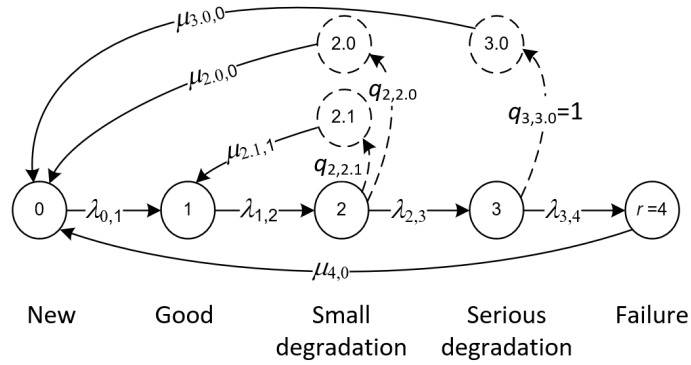 μ3.0,0
2.0
3.0
μ2.0,0
q2,2.0
2.1
q3,3.0=1
μ2.1,1
q2,2.1
0
λ0,1
1
λ1,2
2
λ2,3
3
λ3,4
r =4
μ4,0
New
Good
Small
degradation
Serious
degradation
Failure